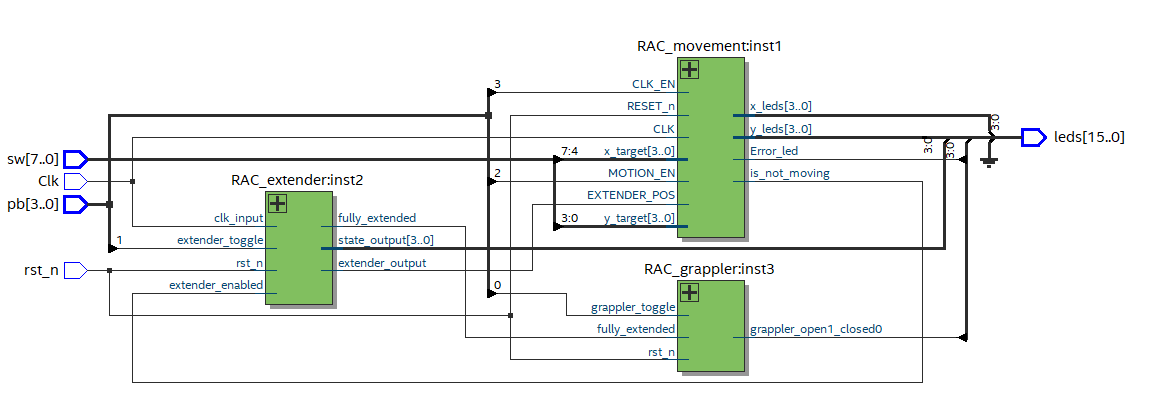 RAC_movement:inst1
3
CLK_EN
RESET_n
x_leds[3..0]
3:0
CLK
y_leds[3..0]
leds[15..0]
3:0
3:0
sw[7..0]
7:4
x_target[3..0]
Error_led
Clk
RAC_extender:inst2
2
MOTION_EN
is_not_moving
pb[3..0]
EXTENDER_POS
clk_input
fully_extended
3:0
y_target[3..0]
1
extender_toggle
state_output[3..0]
rst_n
rst_n
extender_output
RAC_grappler:inst3
extender_enabled
0
grappler_toggle
fully_extended
grappler_open1_closed0
rst_n